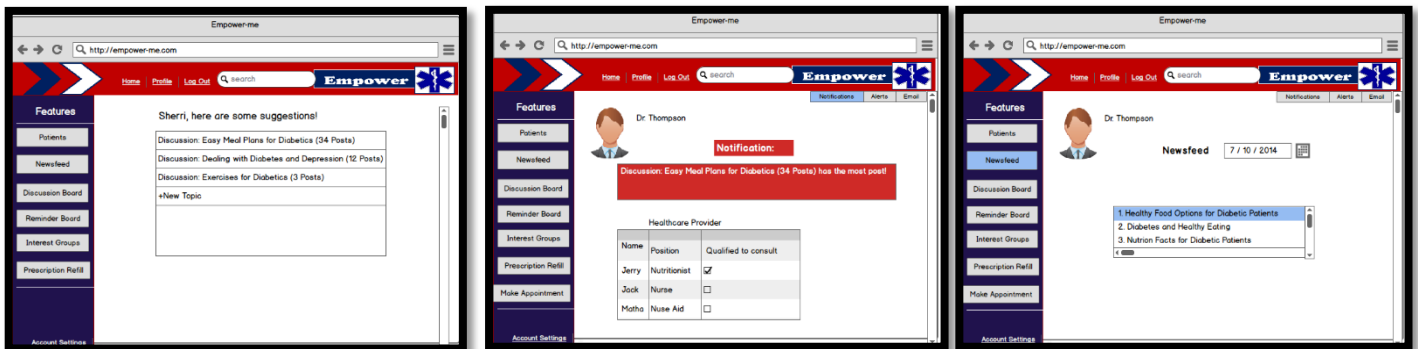 Empower-me
http://empower-me.com
Home | Profile | Log Out
search
Empower
Features
Patients
Newsfeed
Discussion Board
Reminder Board
Interest Groups
Prescription Refill
Account Settings
Sherri, here are some suggestions!
Discussion: Easy Meal Plans for Diabetics (34 Posts)
Discussion: Dealing with Diabetes and Depression (12 Posts)
Discussion: Exercises for Diabetics (3 Posts)
+New Topic
Empower-me
http://empower-me.com
Home | Profile | Log Out
search
Empower
Notifications Alerts Email
Features
Patients
Newsfeed
Discussion Board
Reminder Board
Interest Groups
Prescription Refill
Make Appointment
Account Settings
Dr. Thompson
Notification:
Discussion: Easy Meal Plans for Diabetics (34 Posts) has the most post!
Healthcare Provider
Name Position Qualified to consult
Jerry Nutritionist
Jack Nurse
Matha Nuse Aid
Empower-me
http://empower-me.com
Home | Profile | Log Out
search
Empower
Notifications Alerts Email
Features
Patients
Newsfeed
Discussion Board
Reminder Board
Interest Groups
Prescription Refill
Make Appointment
Account Settings
Dr. Thompson
Newsfeed 7 / 10 / 2014
1. Healthy Food Options for Diabetic Patients
2. Diabetes and Healthy Eating
3. Nutrion Facts for Diabetic Patients